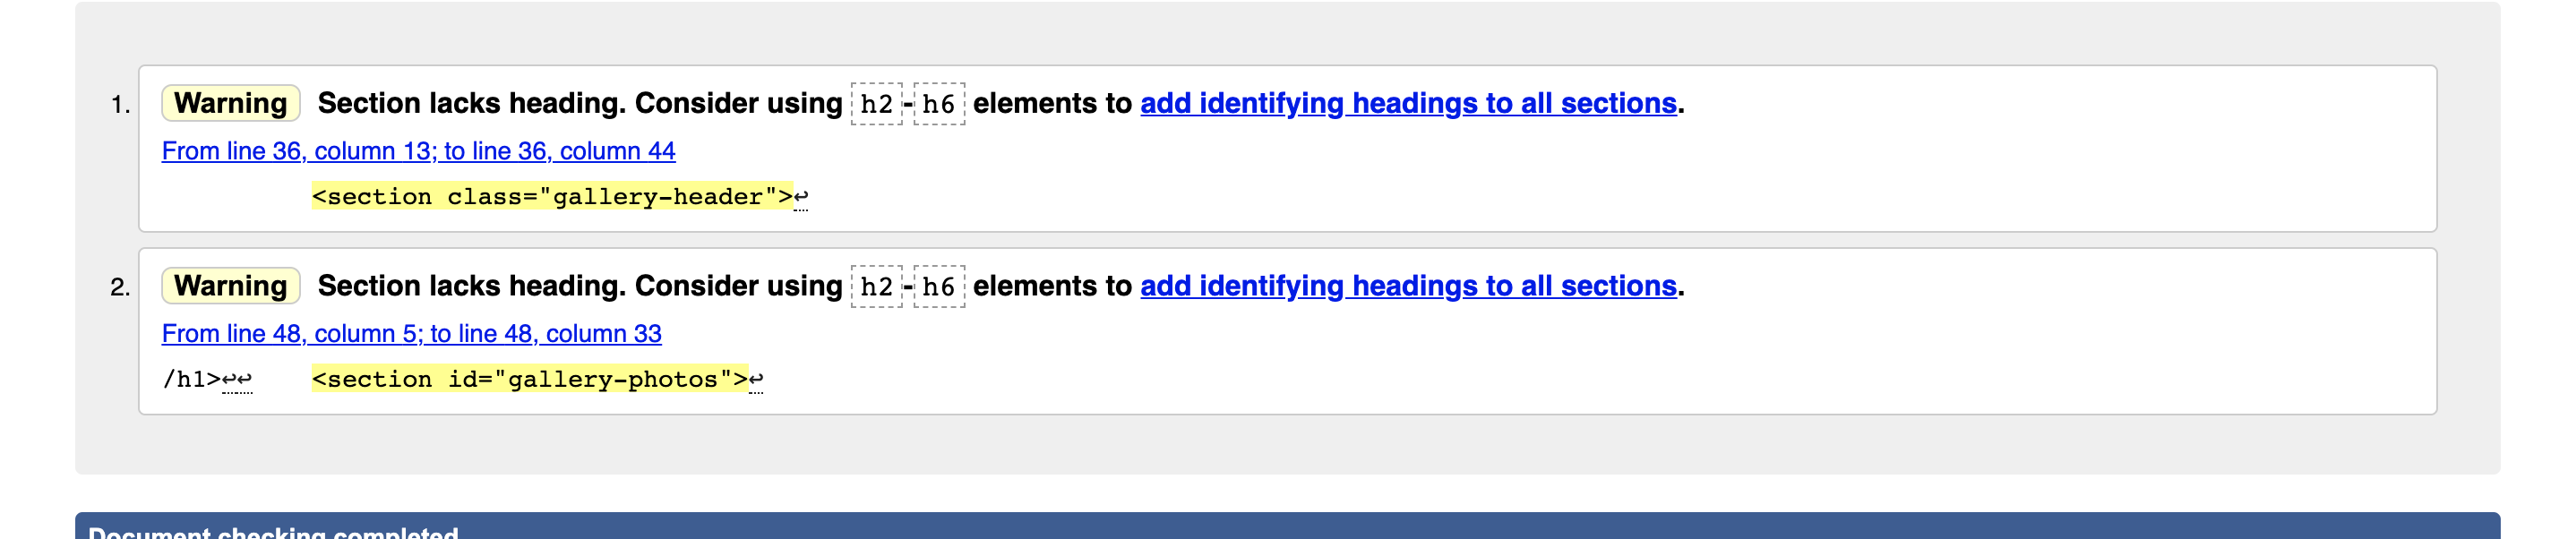 1. Warning Section lacks heading. Consider using h2-h6 elements to add identifying headings to all sections.
From line 36, column 13; to line 36, column 44
<section class="gallery-header">↩
2. Warning Section lacks heading. Consider using h2-h6 elements to add identifying headings to all sections.
From line 48, column 5; to line 48, column 33
/h1>↩↩    <section id="gallery-photos">↩
Document checking completed.